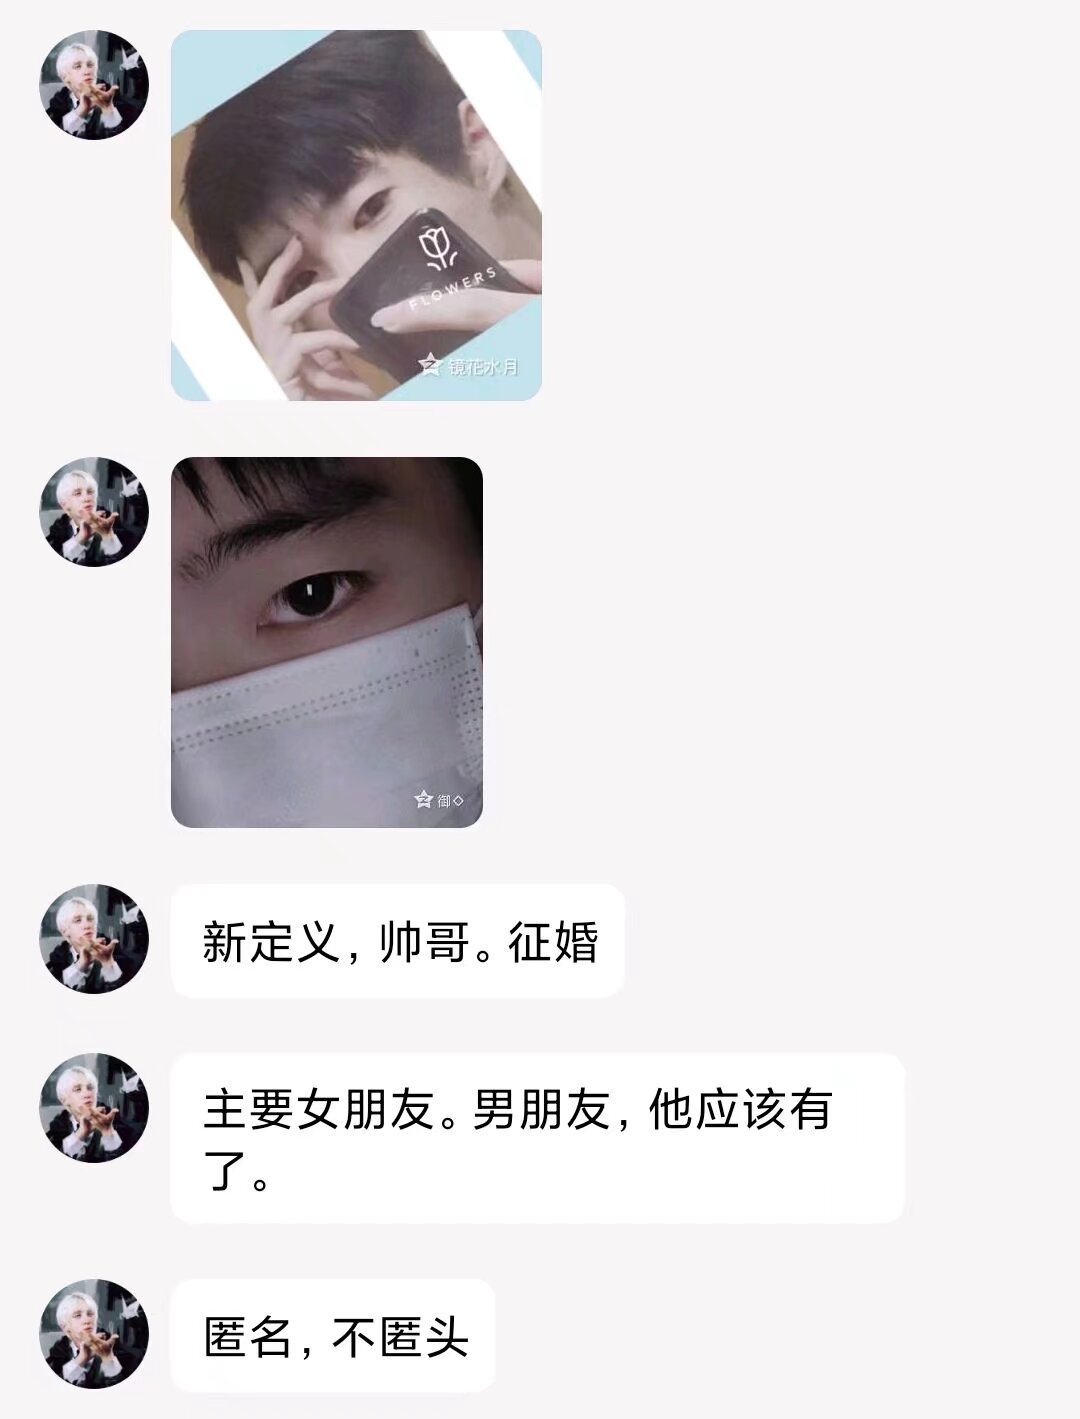 FLOWERS
镜花水月
御◇
新定义，帅哥。征婚
主要女朋友。男朋友，他应该有
了。
匿名，不匿头